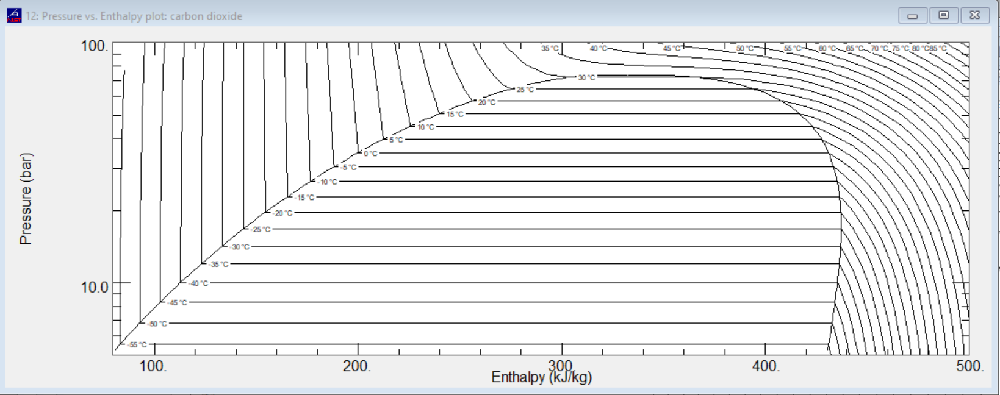 12: Pressure vs. Enthalpy plot: carbon dioxide
100.
35 °C 40 °C 45 °C 50 °C 55 °C 60 °C 65 °C 70 °C 75 °C 80 °C 85 °C
30 °C
25 °C
20 °C
15 °C
10 °C
5 °C
0 °C
-5 °C
-10 °C
-15 °C
-20 °C
-25 °C
-30 °C
-35 °C
10.0
-40 °C
-45 °C
-50 °C
-55 °C
Pressure (bar)
100. 200. 300. 400. 500.
Enthalpy (kJ/kg)